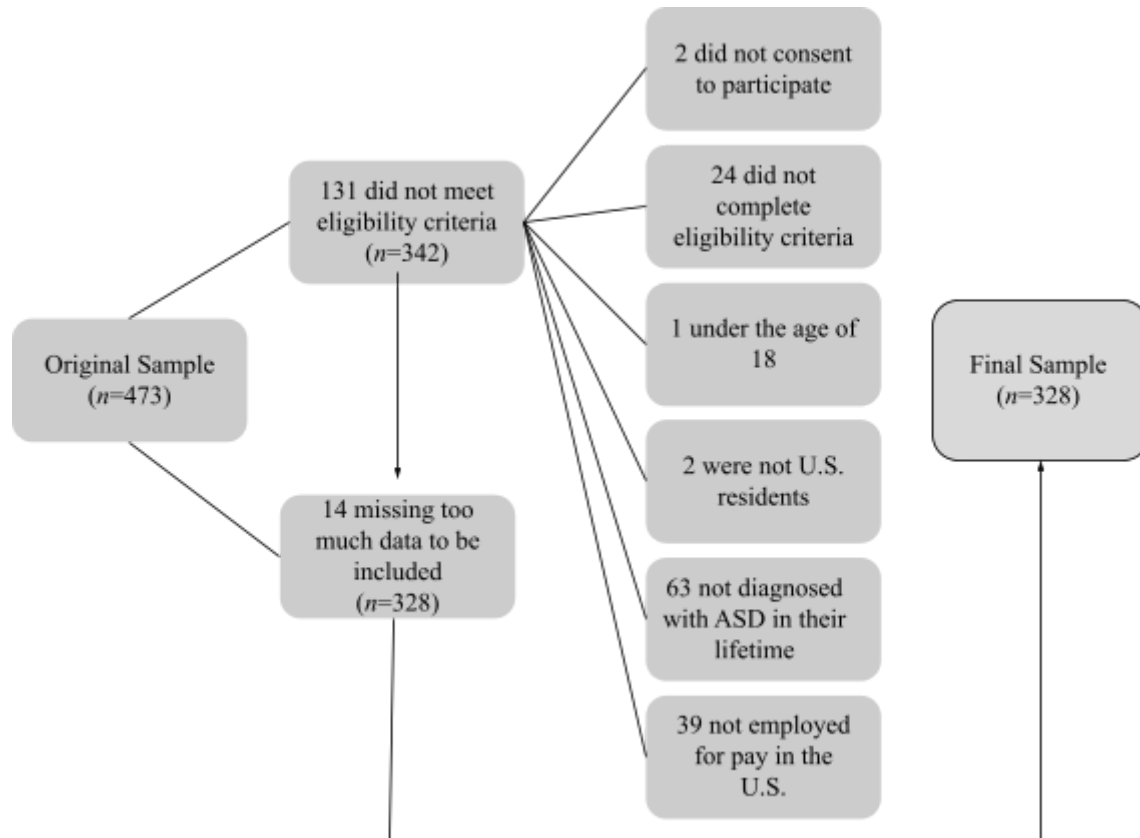 Original Sample
(n=473)
131 did not meet
eligibility criteria
(n=342)
14 missing too
much data to be
included
(n=328)
2 did not consent
to participate
24 did not
complete
eligibility criteria
1 under the age of
18
2 were not U.S.
residents
63 not diagnosed
with ASD in their
lifetime
39 not employed
for pay in the
U.S.
Final Sample
(n=328)